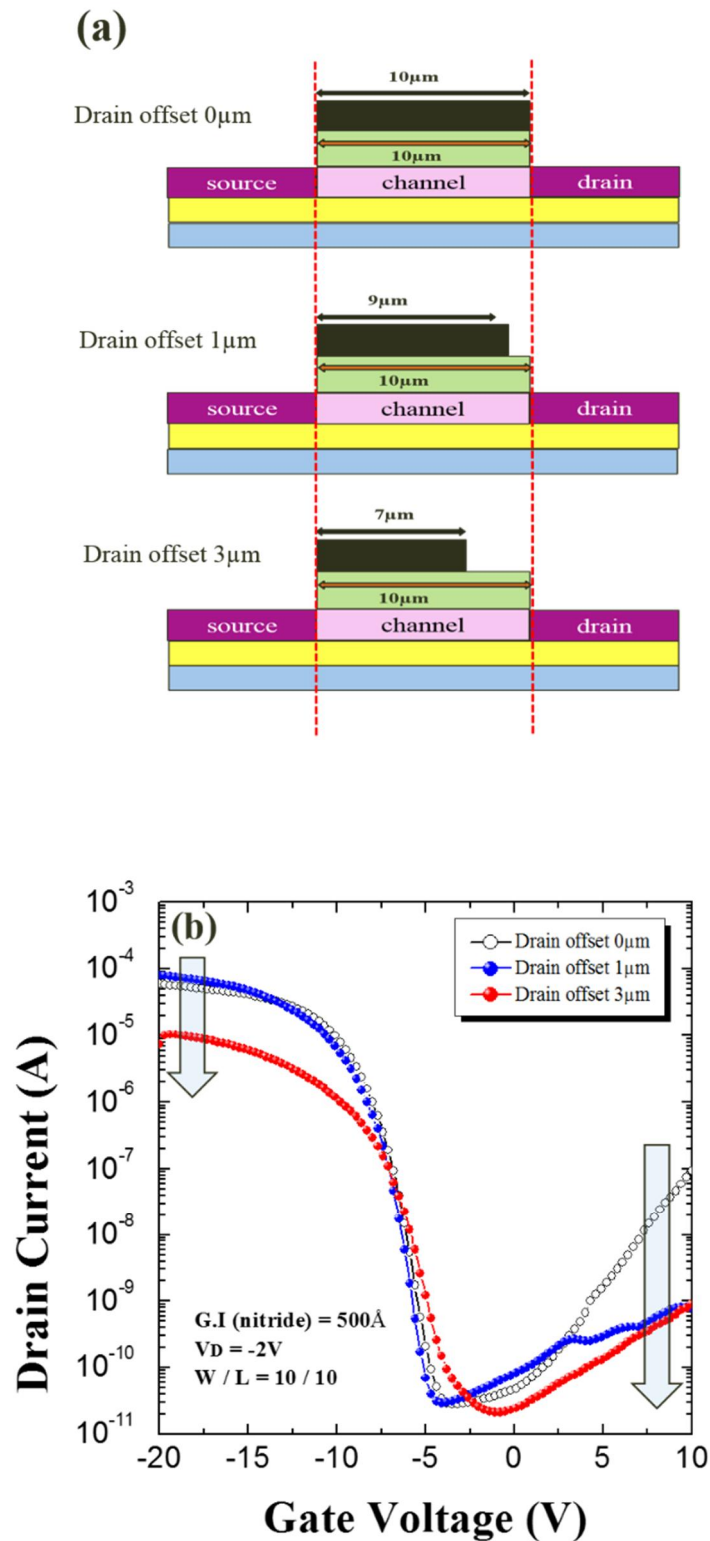 (a)
10µm
Drain offset 0µm
10µm
source channel drain
9µm
Drain offset 1µm
10µm
source channel drain
7µm
Drain offset 3µm
10µm
source channel drain
(b)
Drain offset 0µm
Drain offset 1µm
Drain offset 3µm
10-3
10-4
10-5
10-6
10-7
10-8
10-9
10-10
10-11
Drain Current (A)
G.I (nitride) = 500Å
VD = -2V
W / L = 10 / 10
-20 -15 -10 -5 0 5 10
Gate Voltage (V)